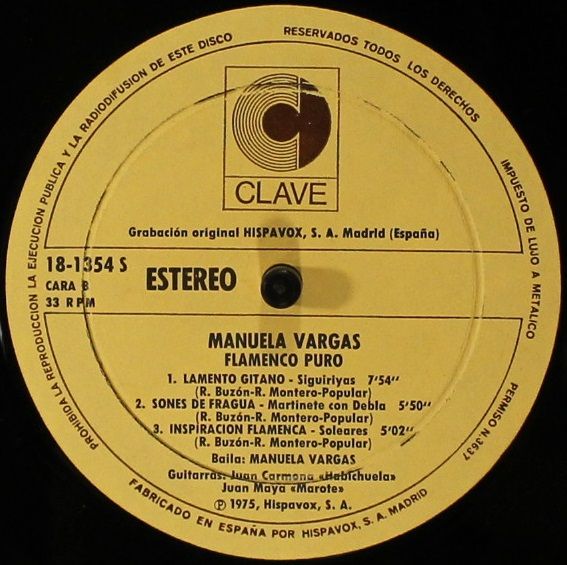 PROHIBIDA LA REPRODUCCION LA EJECUCION PUBLICA Y LA RADIODIFUSION DE ESTE DISCO
RESERVADOS TODOS LOS DERECHOS
IMPUESTO DE LUJO A METALICO
PERMISO N.3637
CLAVE
Grabación original HISPAVOX, S. A. Madrid (España)
18-1354 S
CARA B
33 RPM
ESTEREO
MANUELA VARGAS
FLAMENCO PURO
1. LAMENTO GITANO - Siguiriyas 7'54''
(R. Buzón-R. Montero-Popular)
2. SONES DE FRAGUA - Martinete con Debla 5'50''
(R. Buzón-R. Montero-Popular)
3. INSPIRACION FLAMENCA - Soleares 5'02''
(R. Buzón-R. Montero-Popular)
Baila: MANUELA VARGAS
Guitarras: Juan Carmona «Habichuela»
Juan Maya «Marote»
Ⓟ 1975, Hispavox, S. A.
FABRICADO EN ESPAÑA POR HISPAVOX, S. A. MADRID